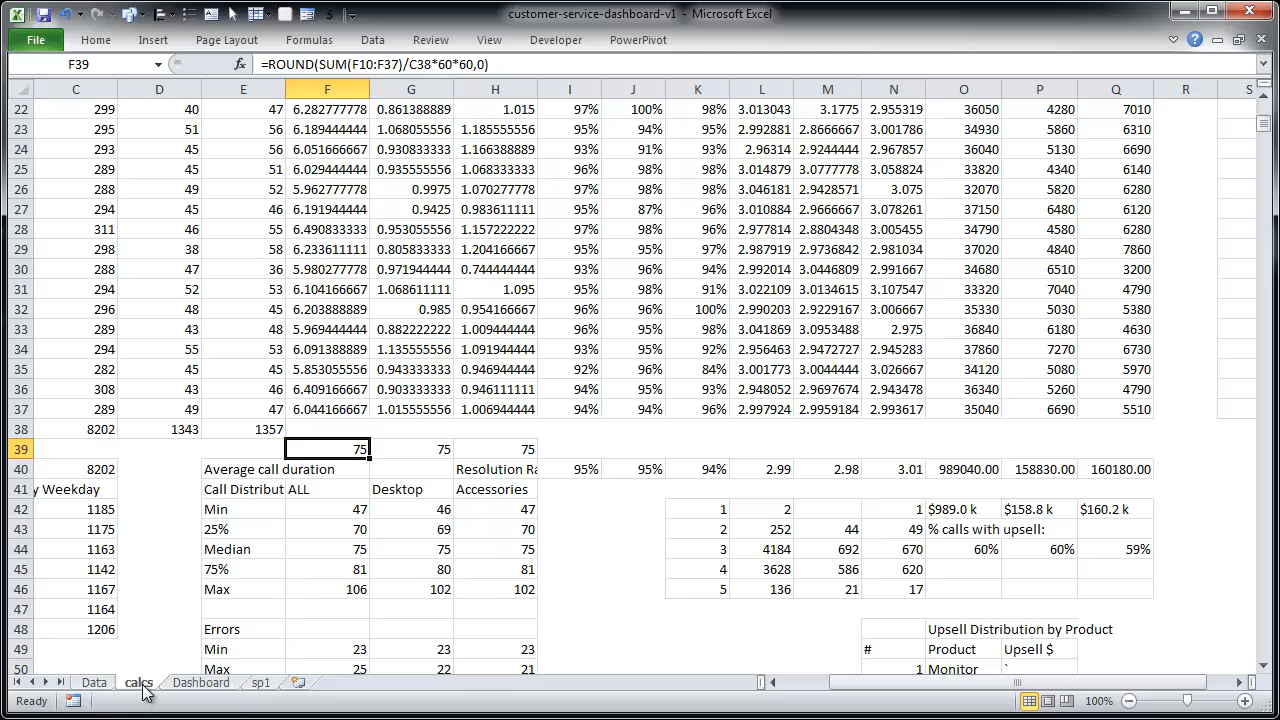 customer-service-dashboard-v1 - Microsoft Excel
File Home Insert Page Layout Formulas Data Review View Developer PowerPivot
F39 fx =ROUND(SUM(F10:F37)/C38*60*60,0)
C D E F G H I J K L M N O P Q R S
22 299 40 47 6.282777778 0.861388889 1.015 97% 100% 98% 3.013043 3.1775 2.955319 36050 4280 7010
23 295 51 56 6.189444444 1.068055556 1.185555556 95% 94% 95% 2.992881 2.8666667 3.001786 34930 5860 6310
24 293 45 56 6.051666667 0.930833333 1.166388889 93% 91% 93% 2.96314 2.9244444 2.967857 36040 5130 6690
25 289 45 51 6.029444444 0.935555556 1.068333333 96% 98% 98% 3.014879 3.0777778 3.058824 33820 4340 6140
26 288 49 52 5.962777778 0.9975 1.070277778 97% 98% 98% 3.046181 2.9428571 3.075 32070 5820 6280
27 294 45 46 6.191944444 0.9425 0.983611111 95% 87% 96% 3.010884 2.9666667 3.078261 37150 6480 6120
28 311 46 55 6.490833333 0.953055556 1.157222222 97% 98% 96% 2.977814 2.8804348 3.005455 34790 4580 6280
29 298 38 58 6.233611111 0.805833333 1.204166667 95% 95% 97% 2.987919 2.9736842 2.981034 37020 4840 7860
30 288 47 36 5.980277778 0.971944444 0.744444444 93% 96% 94% 2.992014 3.0446809 2.991667 34680 6510 3200
31 294 52 53 6.104166667 1.068611111 1.095 95% 98% 91% 3.022109 3.0134615 3.107547 33320 7040 4790
32 296 48 45 6.203888889 0.985 0.954166667 96% 96% 100% 2.990203 2.9229167 3.006667 35330 5030 5380
33 289 43 48 5.969444444 0.882222222 1.009444444 96% 95% 98% 3.041869 3.0953488 2.975 36840 6180 4630
34 294 55 53 6.091388889 1.135555556 1.091944444 93% 95% 92% 2.956463 2.9472727 2.945283 37860 7270 6730
35 282 45 45 5.853055556 0.943333333 0.946944444 92% 96% 84% 3.001773 3.0044444 3.026667 34120 5080 5970
36 308 43 46 6.409166667 0.903333333 0.946111111 94% 95% 93% 2.948052 2.9697674 2.943478 36340 5260 4790
37 289 49 47 6.044166667 1.015555556 1.006944444 94% 94% 96% 2.997924 2.9959184 2.993617 35040 6690 5510
38 8202 1343 1357
39 75 75 75
40 8202 Average call duration Resolution Ra 95% 95% 94% 2.99 2.98 3.01 989040.00 158830.00 160180.00
41 y Weekday Call Distribut ALL Desktop Accessories
42 1185 Min 47 46 47 1 2 1 $989.0 k $158.8 k $160.2 k
43 1175 25% 70 69 70 2 252 44 49 % calls with upsell:
44 1163 Median 75 75 75 3 4184 692 670 60% 60% 59%
45 1142 75% 81 80 81 4 3628 586 620
46 1167 Max 106 102 102 5 136 21 17
47 1164
48 1206 Errors Upsell Distribution by Product
49 Min 23 23 23 # Product Upsell $
50 Max 25 22 21 1 Monitor `
Data calcs Dashboard sp1
Ready 100%